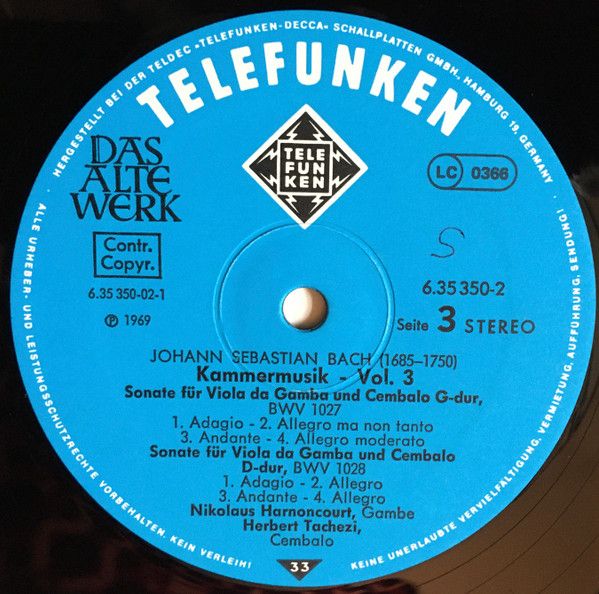 HERGESTELLT BEI DER TELDEC »TELEFUNKEN-DECCA« SCHALLPLATTEN GMBH, HAMBURG 19, GERMANY
TELEFUNKEN
TELE
FUN
KEN
DAS
ALTE
WERK
LC 0366
Contr.
Copyr.
S
6.35 350-02-1
6.35 350-2
℗ 1969
Seite 3 STEREO
JOHANN SEBASTIAN BACH (1685–1750)
Kammermusik - Vol. 3
Sonate für Viola da Gamba und Cembalo G-dur,
BWV 1027
1. Adagio - 2. Allegro ma non tanto
3. Andante - 4. Allegro moderato
Sonate für Viola da Gamba und Cembalo
D-dur, BWV 1028
1. Adagio - 2. Allegro
3. Andante - 4. Allegro
Nikolaus Harnoncourt, Gambe
Herbert Tachezi,
Cembalo
33
ALLE URHEBER- UND LEISTUNGSSCHUTZRECHTE VORBEHALTEN. KEIN VERLEIH!
KEINE UNERLAUBTE VERVIELFÄLTIGUNG, VERMIETUNG, AUFFÜHRUNG, SENDUNG!